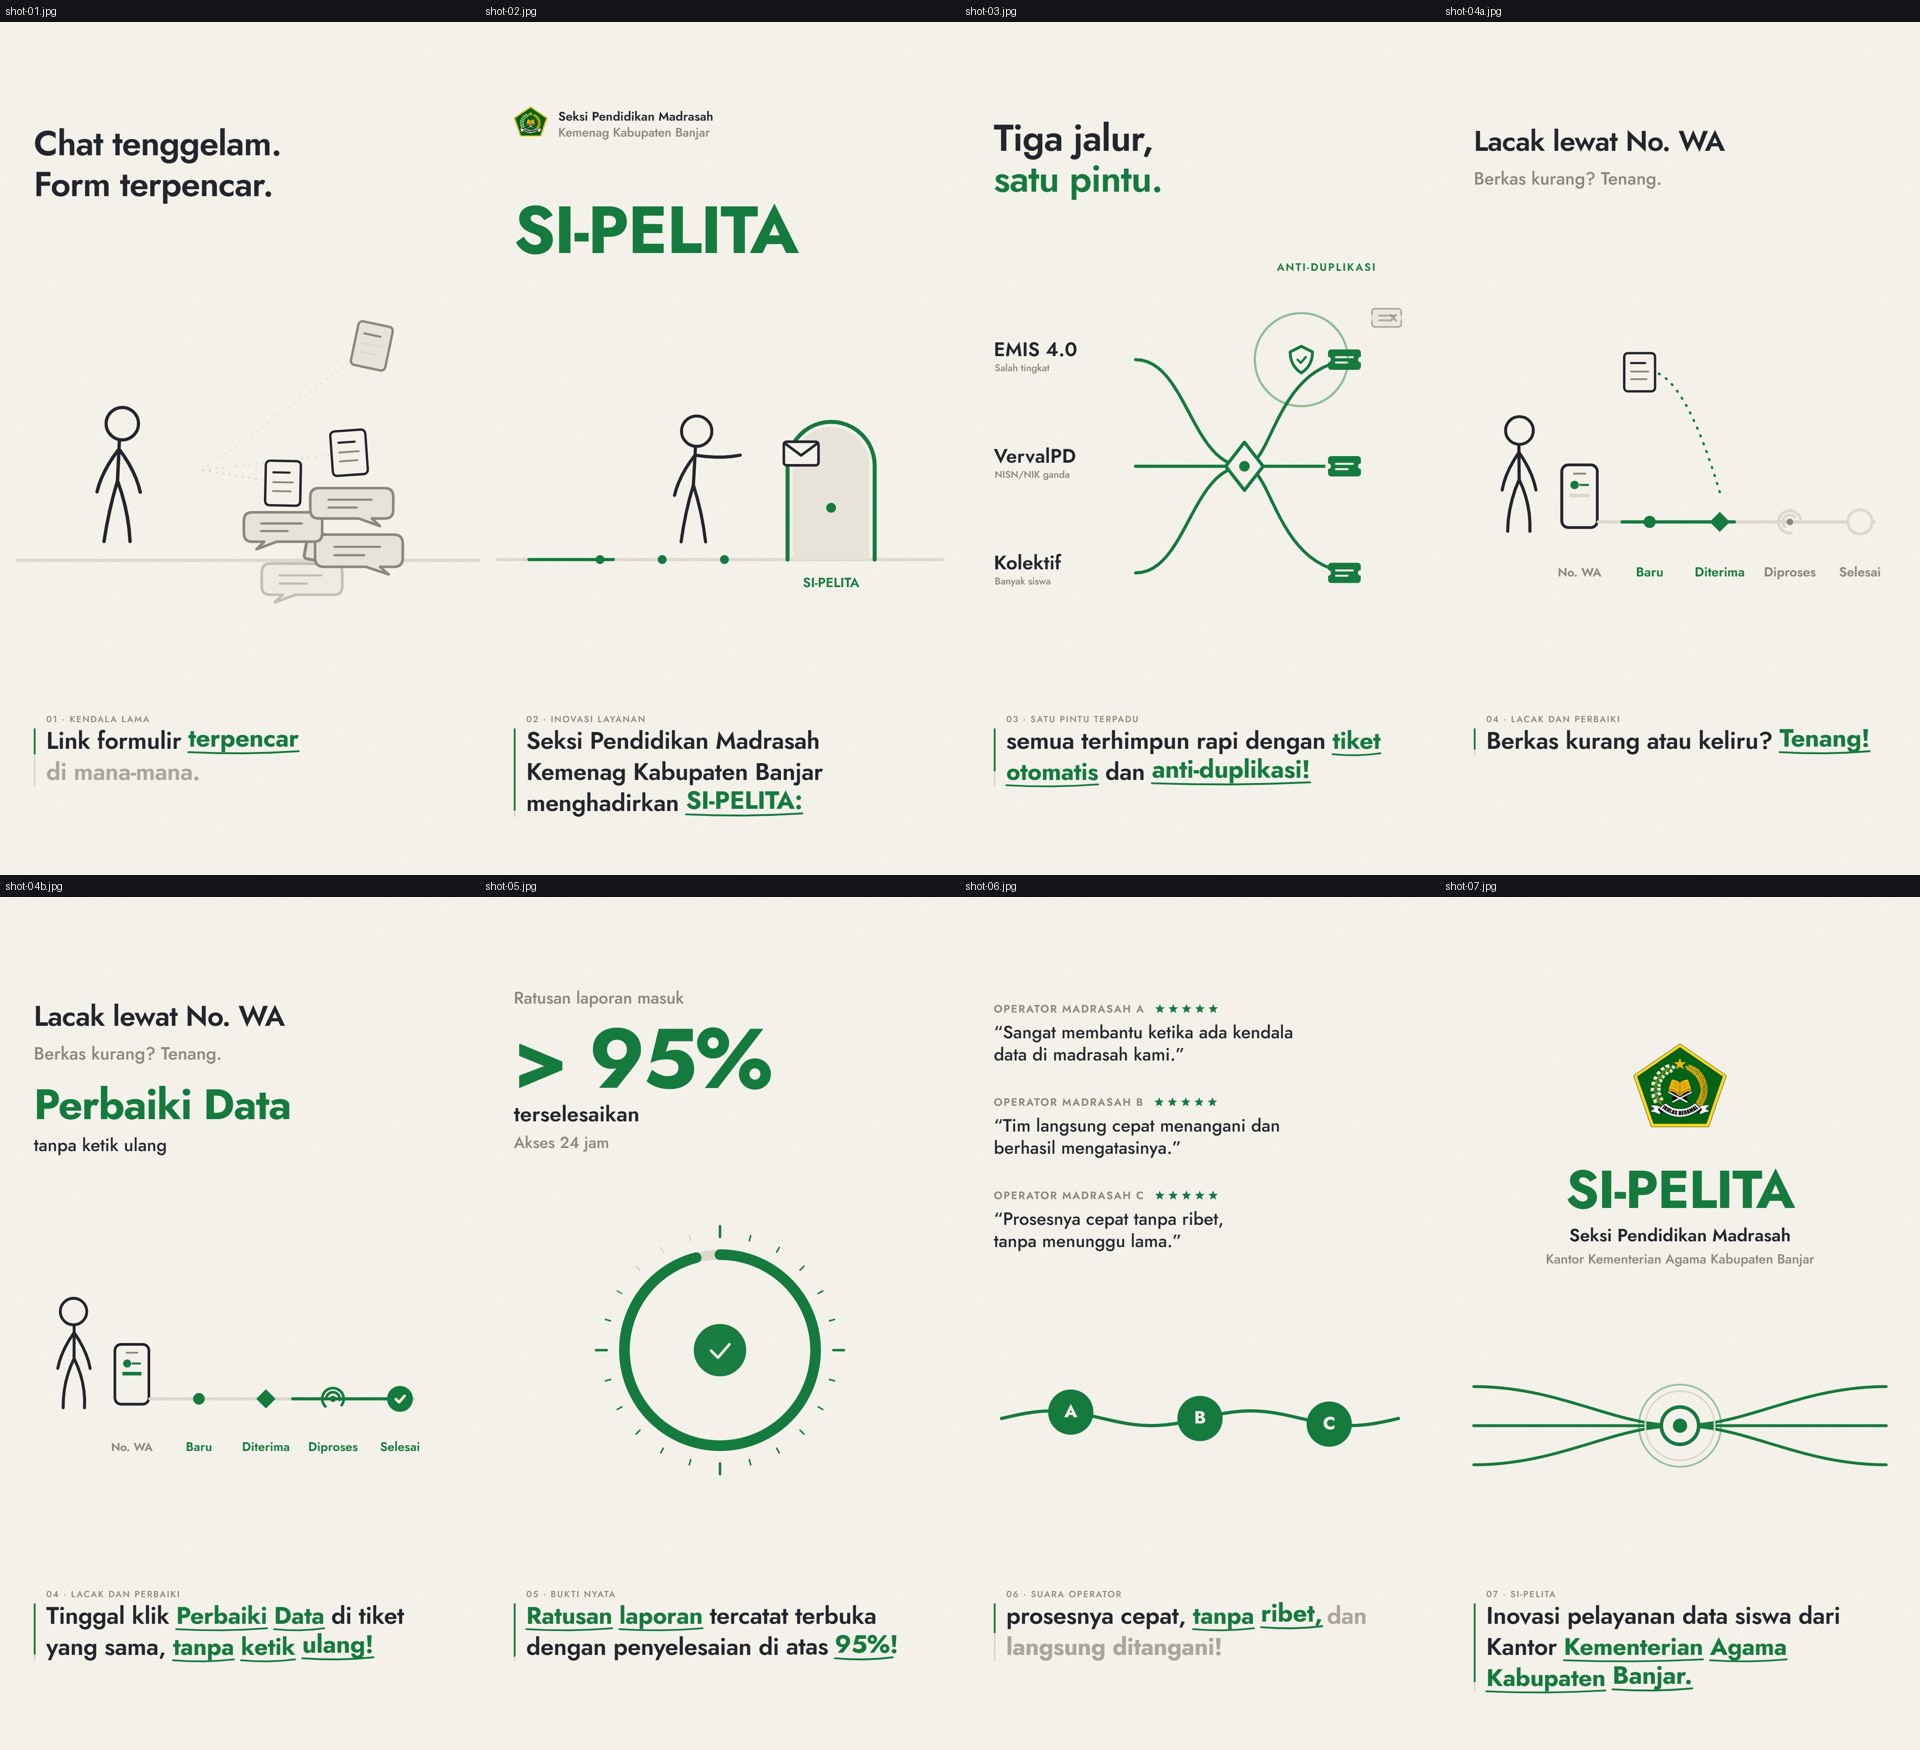 shot-01.jpg
Chat tenggelam.
Form terpencar.
01 · KENDALA LAMA
Link formulir terpencar
di mana-mana.
shot-02.jpg
Seksi Pendidikan Madrasah
Kemenag Kabupaten Banjar
SI-PELITA
SI-PELITA
02 · INOVASI LAYANAN
Seksi Pendidikan Madrasah
Kemenag Kabupaten Banjar
menghadirkan SI-PELITA:
shot-03.jpg
Tiga jalur,
satu pintu.
ANTI-DUPLIKASI
EMIS 4.0
Salah tingkat
VervalPD
NISN/NIK ganda
Kolektif
Banyak siswa
03 · SATU PINTU TERPADU
semua terhimpun rapi dengan tiket
otomatis dan anti-duplikasi!
shot-04a.jpg
Lacak lewat No. WA
Berkas kurang? Tenang.
No. WA Baru Diterima Diproses Selesai
04 · LACAK DAN PERBAIKI
Berkas kurang atau keliru? Tenang!
shot-04b.jpg
Lacak lewat No. WA
Berkas kurang? Tenang.
Perbaiki Data
tanpa ketik ulang
No. WA Baru Diterima Diproses Selesai
04 · LACAK DAN PERBAIKI
Tinggal klik Perbaiki Data di tiket
yang sama, tanpa ketik ulang!
shot-05.jpg
Ratusan laporan masuk
> 95%
terselesaikan
Akses 24 jam
05 · BUKTI NYATA
Ratusan laporan tercatat terbuka
dengan penyelesaian di atas 95%!
shot-06.jpg
OPERATOR MADRASAH A ★★★★★
“Sangat membantu ketika ada kendala
data di madrasah kami.”
OPERATOR MADRASAH B ★★★★★
“Tim langsung cepat menangani dan
berhasil mengatasinya.”
OPERATOR MADRASAH C ★★★★★
“Prosesnya cepat tanpa ribet,
tanpa menunggu lama.”
A B C
06 · SUARA OPERATOR
prosesnya cepat, tanpa ribet, dan
langsung ditangani!
shot-07.jpg
IKHLAS BERAMAL
SI-PELITA
Seksi Pendidikan Madrasah
Kantor Kementerian Agama Kabupaten Banjar
07 · SI-PELITA
Inovasi pelayanan data siswa dari
Kantor Kementerian Agama
Kabupaten Banjar.